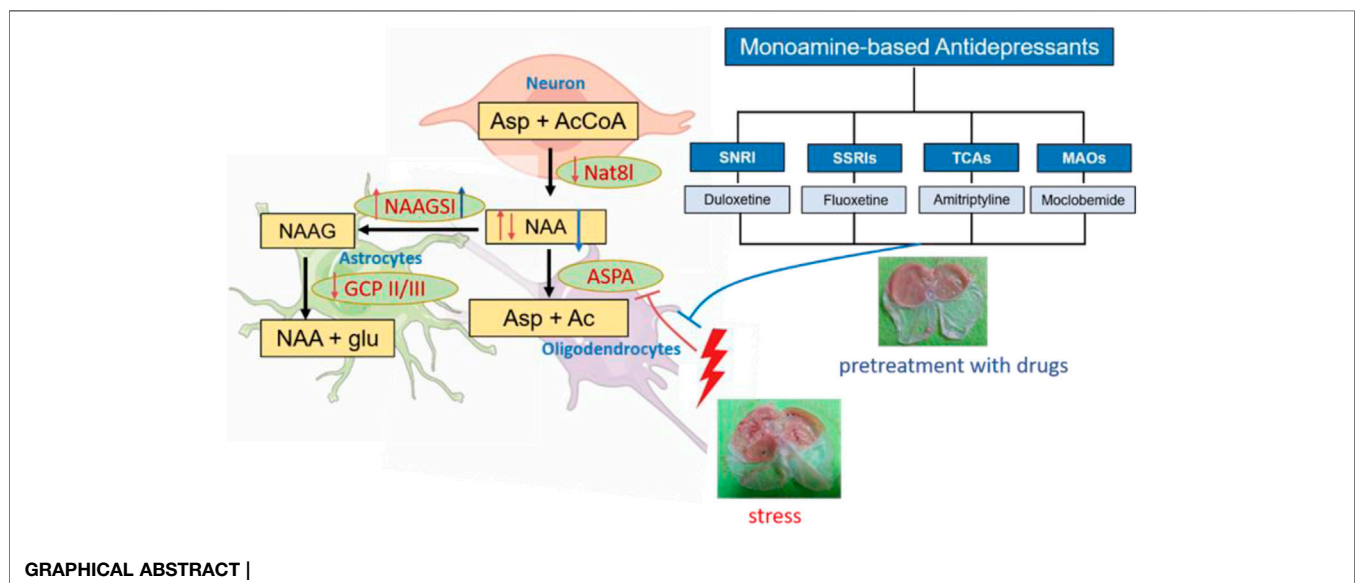 Monoamine-based Antidepressants
Neuron
Asp + AcCoA
Nat8l
SNRI
SSRIs
TCAs
MAOs
Duloxetine
Fluoxetine
Amitriptyline
Moclobemide
NAAGSl
NAAG
NAA
Astrocytes
GCP II/III
ASPA
NAA + glu
Asp + Ac
Oligodendrocytes
pretreatment with drugs
stress
GRAPHICAL ABSTRACT |